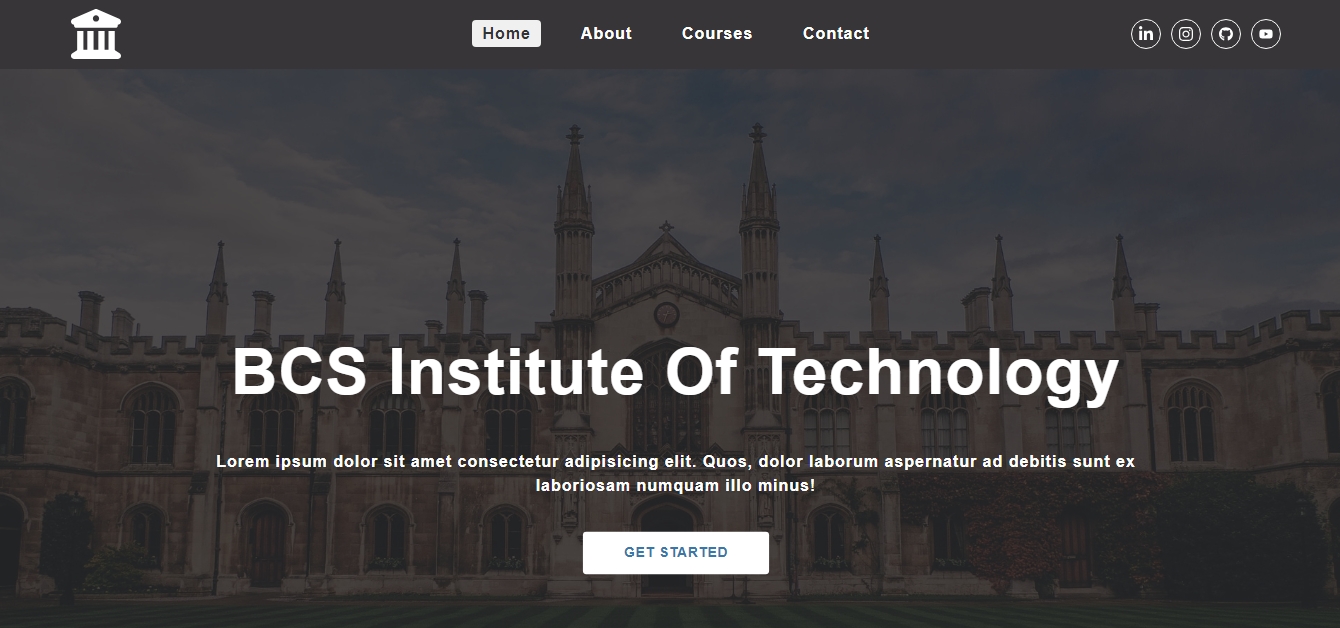 Home About Courses Contact
BCS Institute Of Technology
Lorem ipsum dolor sit amet consectetur adipisicing elit. Quos, dolor laborum aspernatur ad debitis sunt ex
laboriosam numquam illo minus!
GET STARTED